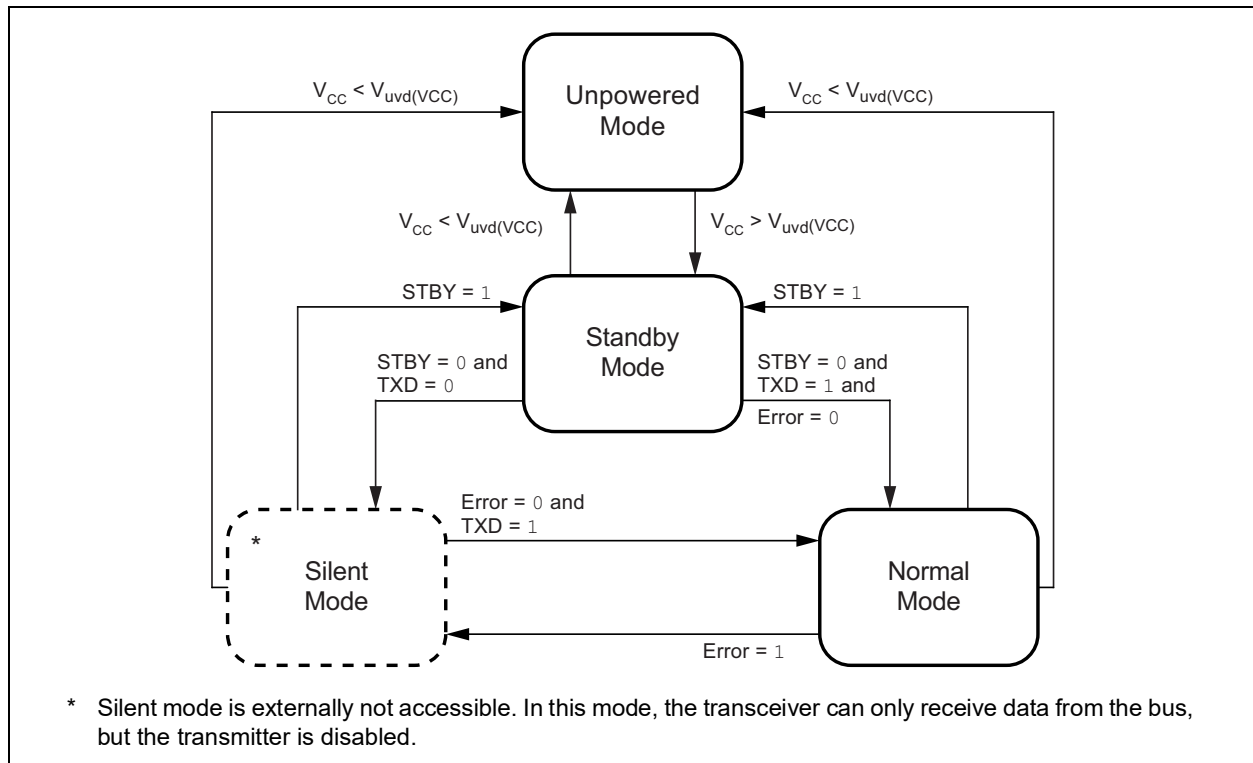 V_CC < V_uvd(VCC)
Unpowered
Mode
V_CC < V_uvd(VCC)
V_CC < V_uvd(VCC)
V_CC > V_uvd(VCC)
STBY = 1
STBY = 1
Standby
Mode
STBY = 0 and
TXD = 0
STBY = 0 and
TXD = 1 and
Error = 0
Error = 0 and
TXD = 1
*
Silent
Mode
Normal
Mode
Error = 1
* Silent mode is externally not accessible. In this mode, the transceiver can only receive data from the bus,
but the transmitter is disabled.